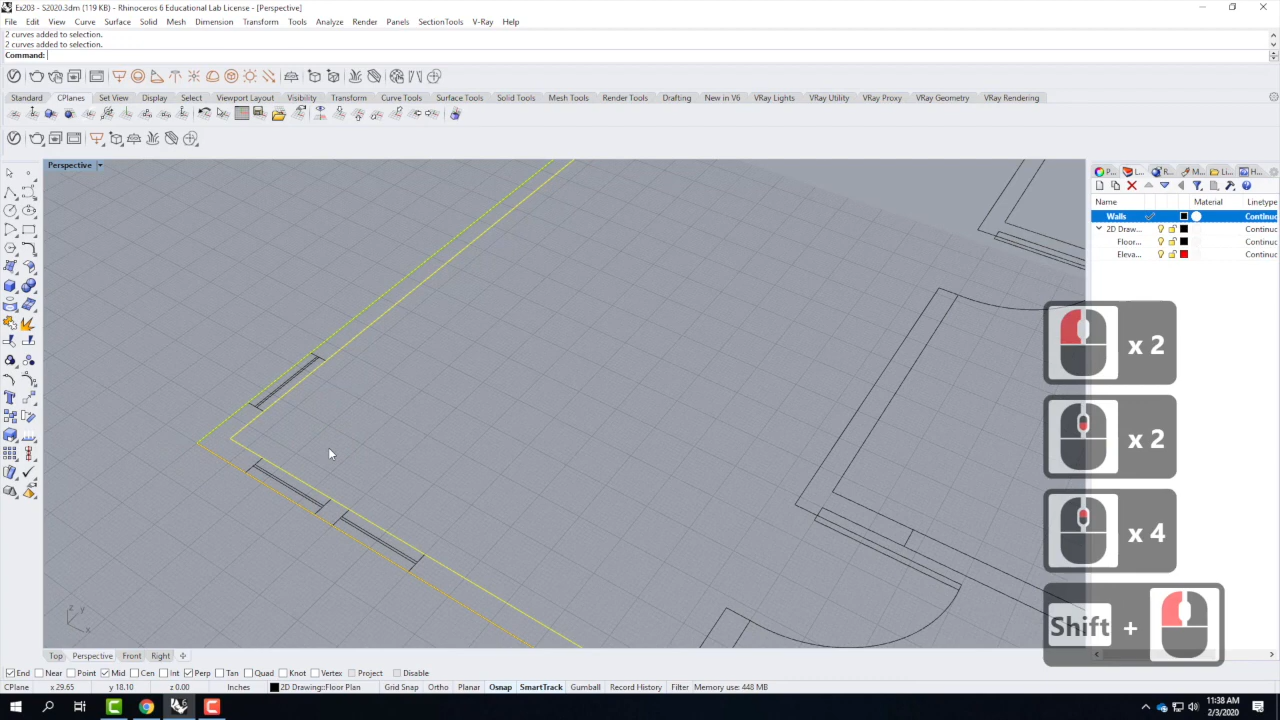 Ex203 - S2020.3dm (119 KB) - Rhinoceros 6 Educational Lab License - [Perspective]
File Edit View Curve Surface Solid Mesh Dimension Transform Tools Analyze Render Panels SectionTools V-Ray Help
2 curves added to selection.
2 curves added to selection.
Command:
Standard CPlanes Set View Display Select Viewport Layout Visibility Transform Curve Tools Surface Tools Solid Tools Mesh Tools Render Tools Drafting New in V6 VRay Lights VRay Utility VRay Proxy VRay Geometry VRay Rendering
Perspective
P... L... R... M... Li... H...
Name Material Linetype
Walls Continuc
2D Draw... Continuc
Floor... Continuc
Eleva... Continuc
x 2
x 2
x 4
Shift +
z y x
Top Perspective Front Right
End Near Point Mid Cen Int Perp Tan Quad Knot Vertex Project Disable
CPlane x 29.65 y 18.10 z 0.00 Inches 2D Drawing::Floor Plan Grid Snap Ortho Planar Osnap SmartTrack Gumball Record History Filter Memory use: 448 MB
11:38 AM
2/3/2020